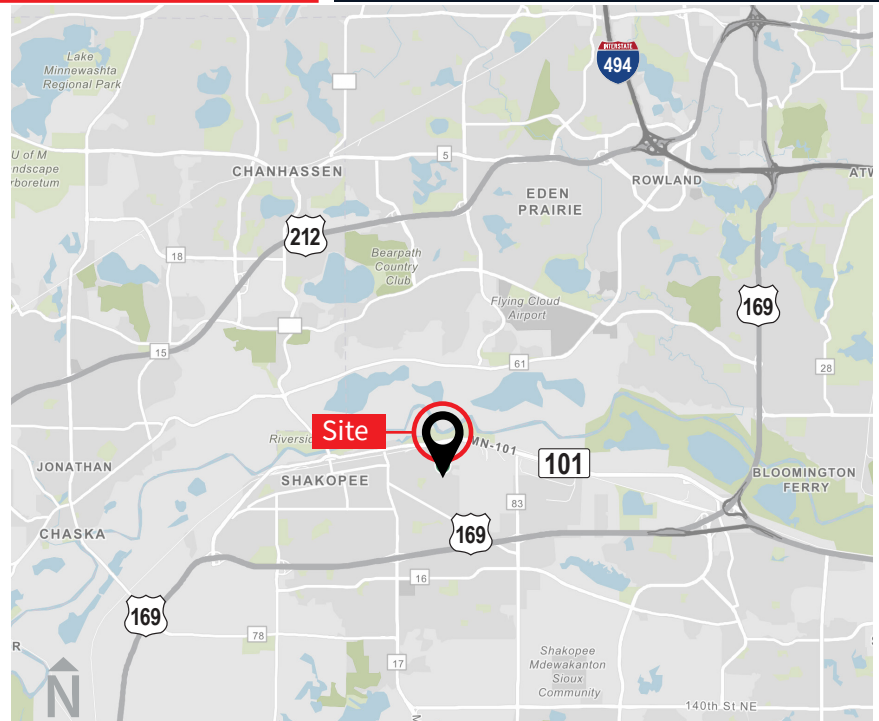 Lake
Minnewashta
Regional Park
INTERSTATE
494
U of M
ndscape
rboretum
CHANHASSEN
5
ROWLAND
ATW
EDEN
PRAIRIE
212
18
Bearpath
Country
Club
Flying Cloud
Airport
169
15
61
28
Site
Riversid
MN-101
101
JONATHAN
SHAKOPEE
BLOOMINGTON
FERRY
83
CHASKA
169
16
169
78
R
17
Shakopee
Mdewakanton
Sioux
Community
140th St NE
N